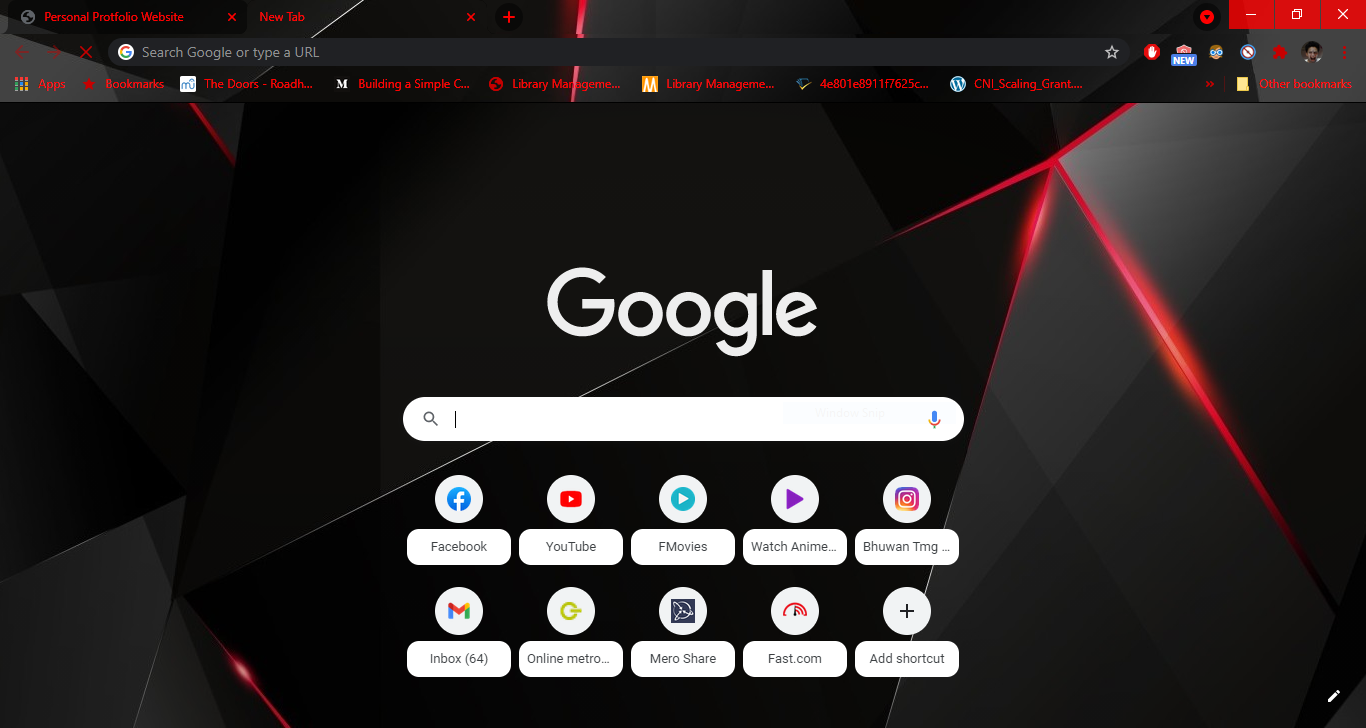 Personal Protfolio Website
New Tab
Search Google or type a URL
NEW
Apps
Bookmarks
The Doors - Roadh...
Building a Simple C...
Library Manageme...
Library Manageme...
4e801e8911f7625c...
CNI_Scaling_Grant....
Other bookmarks
Google
Window Snip
Facebook
YouTube
FMovies
Watch Anime...
Bhuwan Tmg ...
Inbox (64)
Online metro...
Mero Share
Fast.com
Add shortcut